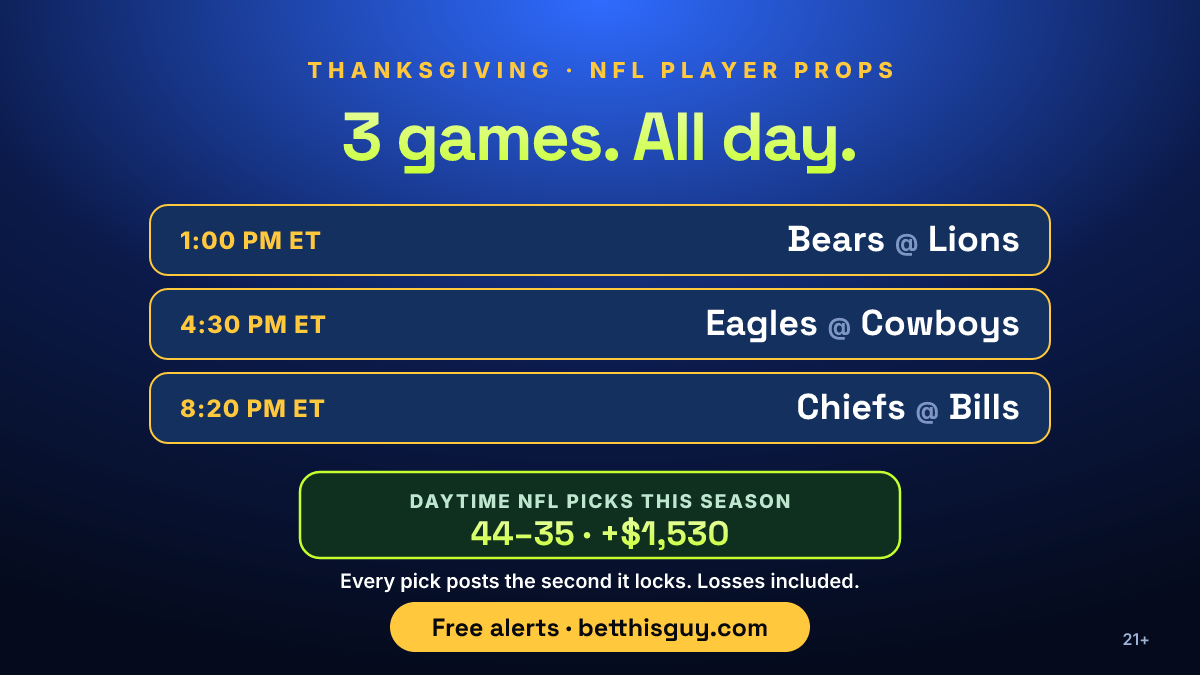 THANKSGIVING · NFL PLAYER PROPS
3 games. All day.
1:00 PM ET Bears @ Lions
4:30 PM ET Eagles @ Cowboys
8:20 PM ET Chiefs @ Bills
DAYTIME NFL PICKS THIS SEASON
44–35 · +$1,530
Every pick posts the second it locks. Losses included.
Free alerts · betthisguy.com
21+